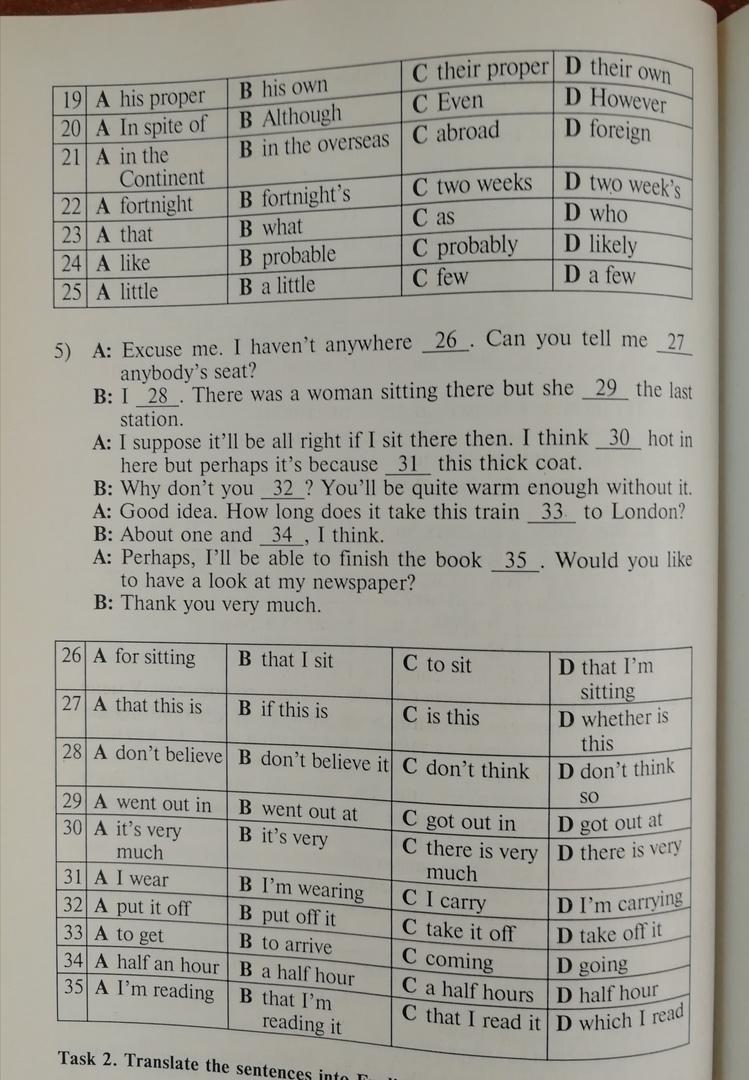 19 A his proper B his own C their proper D their own
20 A In spite of B Although C Even D However
21 A in the B in the overseas C abroad D foreign
Continent
22 A fortnight B fortnight's C two weeks D two week's
23 A that B what C as D who
24 A like B probable C probably D likely
25 A little B a little C few D a few
5) A: Excuse me. I haven't anywhere 26. Can you tell me 27
anybody's seat?
B: I 28. There was a woman sitting there but she 29 the last
station.
A: I suppose it'll be all right if I sit there then. I think 30 hot in
here but perhaps it's because 31 this thick coat.
B: Why don't you 32? You'll be quite warm enough without it.
A: Good idea. How long does it take this train 33 to London?
B: About one and 34, I think.
A: Perhaps, I'll be able to finish the book 35. Would you like
to have a look at my newspaper?
B: Thank you very much.
26 A for sitting B that I sit C to sit D that I'm
sitting
27 A that this is B if this is C is this D whether is
this
28 A don't believe B don't believe it C don't think D don't think
so
29 A went out in B went out at C got out in D got out at
30 A it's very B it's very C there is very D there is very
much much
31 A I wear B I'm wearing C I carry D I'm carrying
32 A put it off B put off it C take it off D take off it
33 A to get B to arrive C coming D going
34 A half an hour B a half hour C a half hours D half hour
35 A I'm reading B that I'm C that I read it D which I read
reading it
Task 2. Translate the sentences into